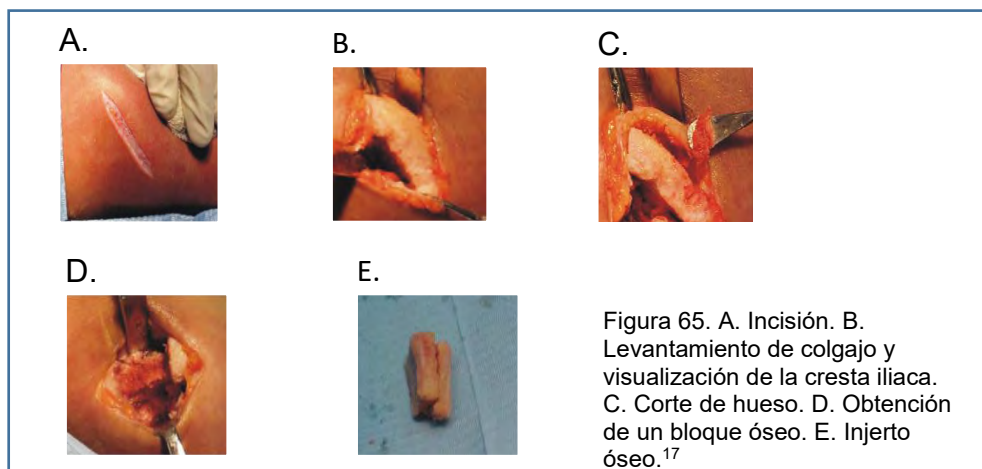 A.
B.
C.
D.
E.
Figura 65. A. Incisión. B.
Levantamiento de colgajo y
visualización de la cresta iliaca.
C. Corte de hueso. D. Obtención
de un bloque óseo. E. Injerto
óseo.17